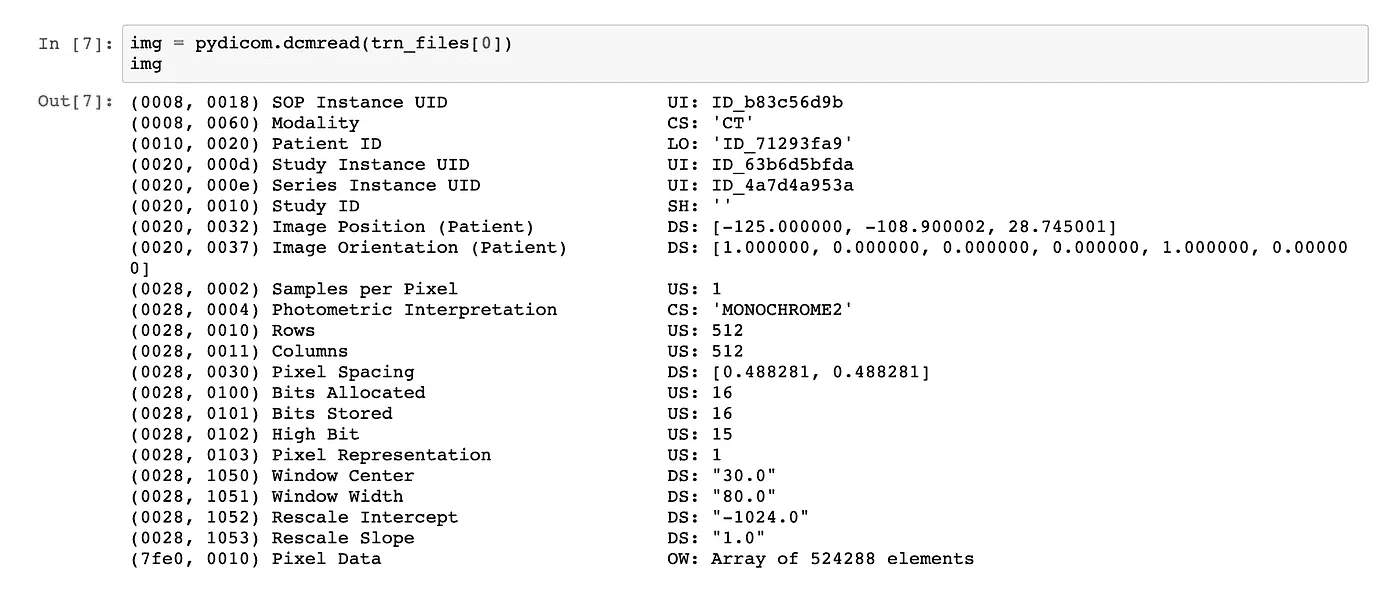 In [7]: img = pydicom.dcmread(trn_files[0])
img
Out[7]: (0008, 0018) SOP Instance UID UI: ID_b83c56d9b
(0008, 0060) Modality CS: 'CT'
(0010, 0020) Patient ID LO: 'ID_71293fa9'
(0020, 000d) Study Instance UID UI: ID_63b6d5bfda
(0020, 000e) Series Instance UID UI: ID_4a7d4a953a
(0020, 0010) Study ID SH: ''
(0020, 0032) Image Position (Patient) DS: [-125.000000, -108.900002, 28.745001]
(0020, 0037) Image Orientation (Patient) DS: [1.000000, 0.000000, 0.000000, 0.000000, 1.000000, 0.00000
0]
(0028, 0002) Samples per Pixel US: 1
(0028, 0004) Photometric Interpretation CS: 'MONOCHROME2'
(0028, 0010) Rows US: 512
(0028, 0011) Columns US: 512
(0028, 0030) Pixel Spacing DS: [0.488281, 0.488281]
(0028, 0100) Bits Allocated US: 16
(0028, 0101) Bits Stored US: 16
(0028, 0102) High Bit US: 15
(0028, 0103) Pixel Representation US: 1
(0028, 1050) Window Center DS: "30.0"
(0028, 1051) Window Width DS: "80.0"
(0028, 1052) Rescale Intercept DS: "-1024.0"
(0028, 1053) Rescale Slope DS: "1.0"
(7fe0, 0010) Pixel Data OW: Array of 524288 elements